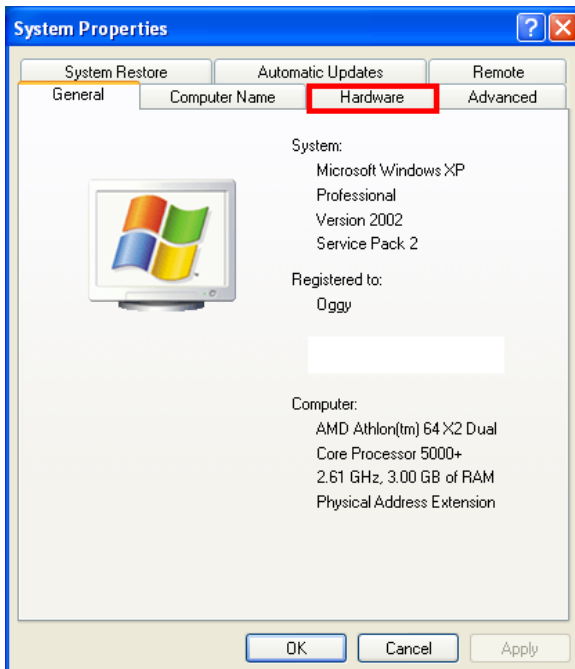 System Properties
System Restore Automatic Updates Remote
General Computer Name Hardware Advanced
System:
Microsoft Windows XP
Professional
Version 2002
Service Pack 2
Registered to:
Oggy
Computer:
AMD Athlon(tm) 64 X2 Dual
Core Processor 5000+
2.61 GHz, 3.00 GB of RAM
Physical Address Extension
OK Cancel Apply